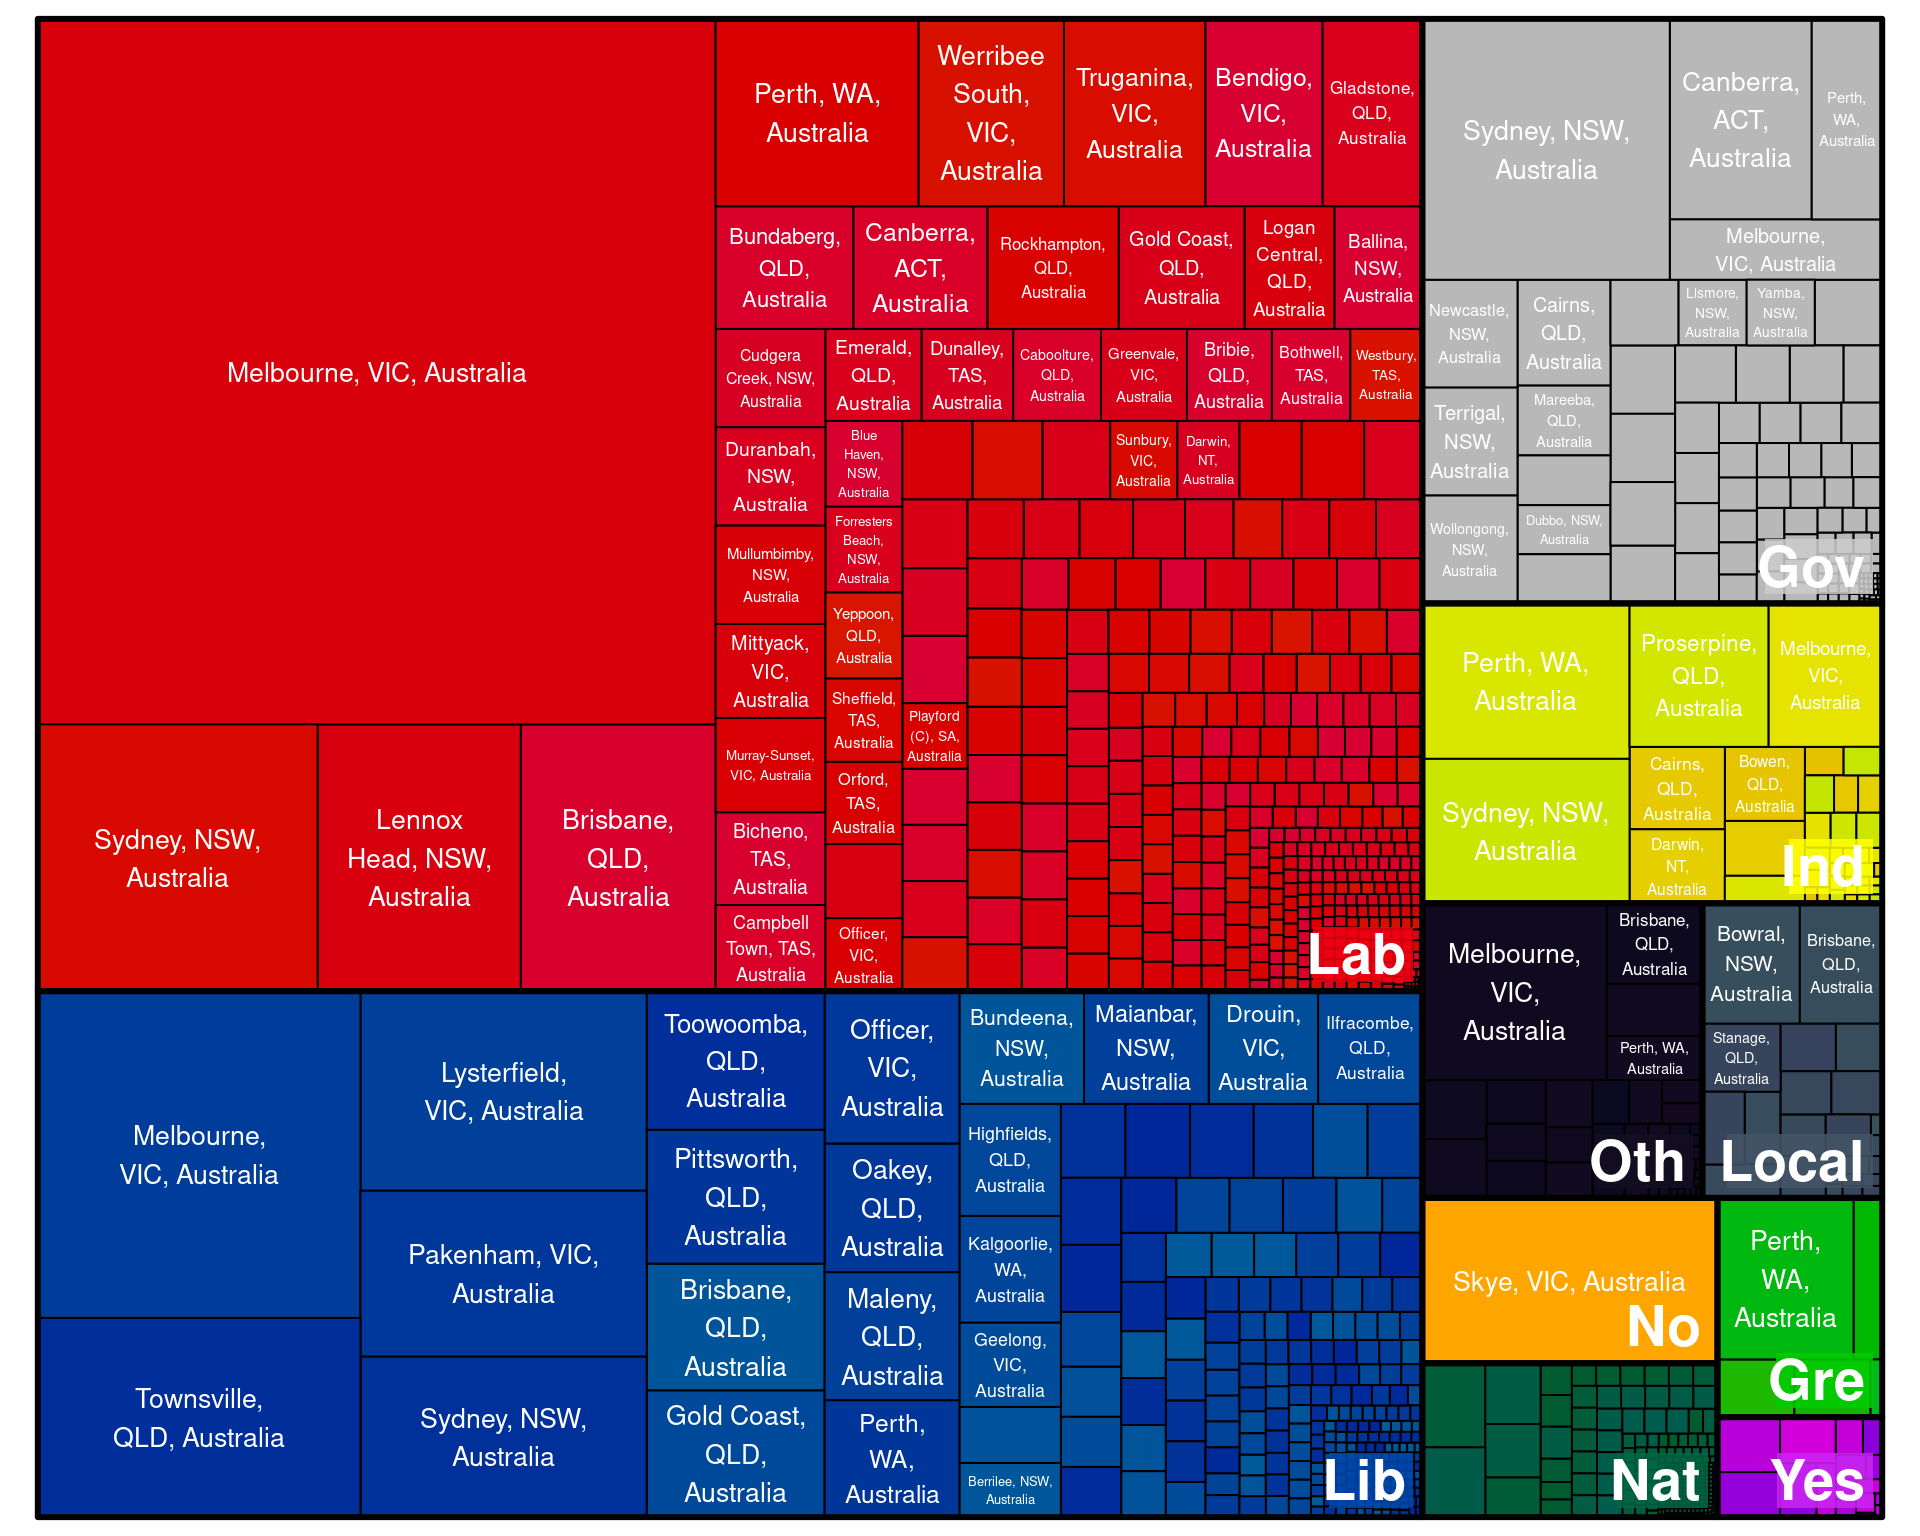 Melbourne, VIC, Australia
Sydney, NSW,
Australia
Lennox
Head, NSW,
Australia
Brisbane,
QLD,
Australia
Perth, WA,
Australia
Werribee
South,
VIC,
Australia
Truganina,
VIC,
Australia
Bendigo,
VIC,
Australia
Gladstone,
QLD,
Australia
Bundaberg,
QLD,
Australia
Canberra,
ACT,
Australia
Rockhampton,
QLD,
Australia
Gold Coast,
QLD,
Australia
Logan
Central,
QLD,
Australia
Ballina,
NSW,
Australia
Cudgera
Creek, NSW,
Australia
Emerald,
QLD,
Australia
Dunalley,
TAS,
Australia
Caboolture,
QLD,
Australia
Greenvale,
VIC,
Australia
Bribie,
QLD,
Australia
Bothwell,
TAS,
Australia
Westbury,
TAS,
Australia
Duranbah,
NSW,
Australia
Blue
Haven,
NSW,
Australia
Sunbury,
VIC,
Australia
Darwin,
NT,
Australia
Mullumbimby,
NSW,
Australia
Forresters
Beach,
NSW,
Australia
Mittyack,
VIC,
Australia
Yeppoon,
QLD,
Australia
Sheffield,
TAS,
Australia
Playford
(C), SA,
Australia
Murray-Sunset,
VIC, Australia
Orford,
TAS,
Australia
Bicheno,
TAS,
Australia
Campbell
Town, TAS,
Australia
Officer,
VIC,
Australia
Lab
Melbourne,
VIC, Australia
Townsville,
QLD, Australia
Lysterfield,
VIC, Australia
Pakenham, VIC,
Australia
Sydney, NSW,
Australia
Toowoomba,
QLD,
Australia
Pittsworth,
QLD,
Australia
Brisbane,
QLD,
Australia
Gold Coast,
QLD,
Australia
Officer,
VIC,
Australia
Oakey,
QLD,
Australia
Maleny,
QLD,
Australia
Perth,
WA,
Australia
Bundeena,
NSW,
Australia
Maianbar,
NSW,
Australia
Drouin,
VIC,
Australia
Ilfracombe,
QLD,
Australia
Highfields,
QLD,
Australia
Kalgoorlie,
WA,
Australia
Geelong,
VIC,
Australia
Berrilee, NSW,
Australia
Lib
Sydney, NSW,
Australia
Canberra,
ACT,
Australia
Perth,
WA,
Australia
Melbourne,
VIC, Australia
Newcastle,
NSW,
Australia
Cairns,
QLD,
Australia
Lismore,
NSW,
Australia
Yamba,
NSW,
Australia
Terrigal,
NSW,
Australia
Mareeba,
QLD,
Australia
Wollongong,
NSW,
Australia
Dubbo, NSW,
Australia
Gov
Perth, WA,
Australia
Proserpine,
QLD,
Australia
Melbourne,
VIC,
Australia
Sydney, NSW,
Australia
Cairns,
QLD,
Australia
Bowen,
QLD,
Australia
Darwin,
NT,
Australia
Ind
Melbourne,
VIC,
Australia
Brisbane,
QLD,
Australia
Perth, WA,
Australia
Oth
Bowral,
NSW,
Australia
Brisbane,
QLD,
Australia
Stanage,
QLD,
Australia
Local
Skye, VIC, Australia
No
Perth,
WA,
Australia
Gre
Nat
Yes